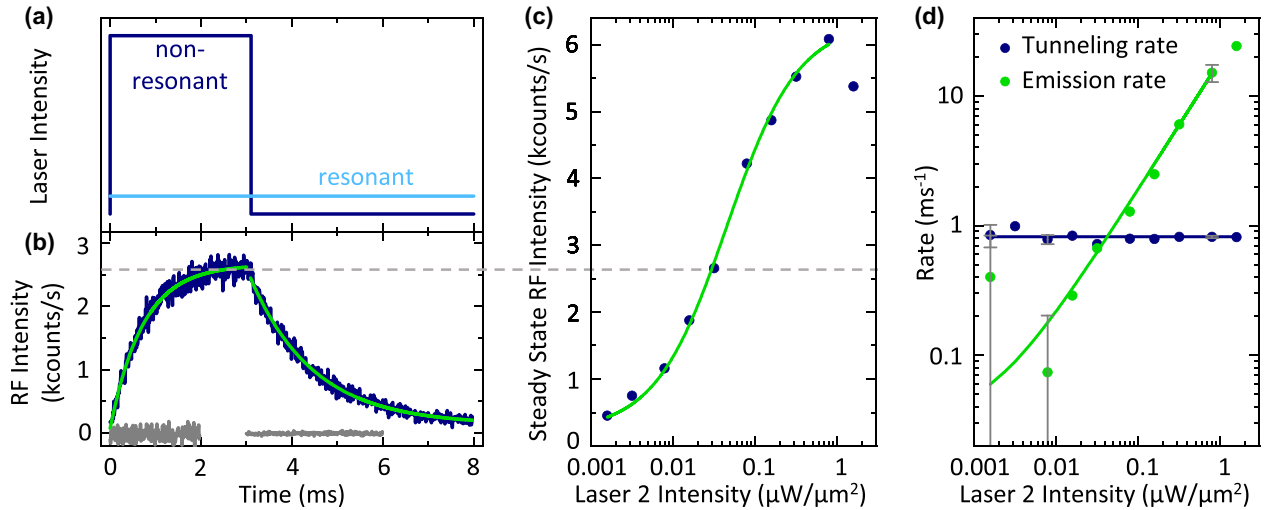 (a)
Laser Intensity
non-
resonant
resonant
(b)
RF Intensity
(kcounts/s)
3
2
1
0
0
2
4
6
8
Time (ms)
(c)
Steady State RF Intensity (kcounts/s)
6
5
4
3
2
1
0
0.001
0.01
0.1
1
Laser 2 Intensity (µW/µm²)
(d)
Tunneling rate
Emission rate
Rate (ms⁻¹)
10
1
0.1
0.001
0.01
0.1
1
Laser 2 Intensity (µW/µm²)